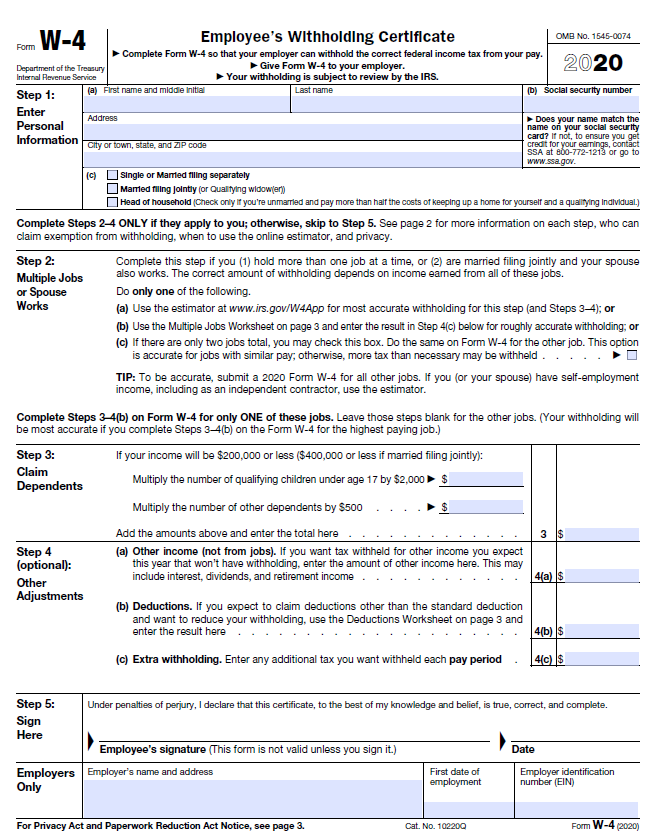 Form W-4
Department of the Treasury
Internal Revenue Service
Employee's Withholding Certificate
▶ Complete Form W-4 so that your employer can withhold the correct federal income tax from your pay.
▶ Give Form W-4 to your employer.
▶ Your withholding is subject to review by the IRS.
OMB No. 1545-0074
2020
Step 1:
Enter
Personal
Information
(a) First name and middle initial
Last name
(b) Social security number
Address
City or town, state, and ZIP code
▶ Does your name match the
name on your social security
card? If not, to ensure you get
credit for your earnings, contact
SSA at 800-772-1213 or go to
www.ssa.gov.
(c) Single or Married filing separately
Married filing jointly (or Qualifying widow(er))
Head of household (Check only if you're unmarried and pay more than half the costs of keeping up a home for yourself and a qualifying individual.)
Complete Steps 2–4 ONLY if they apply to you; otherwise, skip to Step 5. See page 2 for more information on each step, who can
claim exemption from withholding, when to use the online estimator, and privacy.
Step 2:
Multiple Jobs
or Spouse
Works
Complete this step if you (1) hold more than one job at a time, or (2) are married filing jointly and your spouse
also works. The correct amount of withholding depends on income earned from all of these jobs.
Do only one of the following.
(a) Use the estimator at www.irs.gov/W4App for most accurate withholding for this step (and Steps 3–4); or
(b) Use the Multiple Jobs Worksheet on page 3 and enter the result in Step 4(c) below for roughly accurate withholding; or
(c) If there are only two jobs total, you may check this box. Do the same on Form W-4 for the other job. This option
is accurate for jobs with similar pay; otherwise, more tax than necessary may be withheld . . . . . ▶
TIP: To be accurate, submit a 2020 Form W-4 for all other jobs. If you (or your spouse) have self-employment
income, including as an independent contractor, use the estimator.
Complete Steps 3–4(b) on Form W-4 for only ONE of these jobs. Leave those steps blank for the other jobs. (Your withholding will
be most accurate if you complete Steps 3–4(b) on the Form W-4 for the highest paying job.)
Step 3:
Claim
Dependents
If your income will be $200,000 or less ($400,000 or less if married filing jointly):
Multiply the number of qualifying children under age 17 by $2,000 ▶ $
Multiply the number of other dependents by $500 . . . . ▶ $
Add the amounts above and enter the total here . . . . . . . . . . . . . 3 $
Step 4
(optional):
Other
Adjustments
(a) Other income (not from jobs). If you want tax withheld for other income you expect
this year that won't have withholding, enter the amount of other income here. This may
include interest, dividends, and retirement income . . . . . . . . . . . . 4(a) $
(b) Deductions. If you expect to claim deductions other than the standard deduction
and want to reduce your withholding, use the Deductions Worksheet on page 3 and
enter the result here . . . . . . . . . . . . . . . . . . . . . 4(b) $
(c) Extra withholding. Enter any additional tax you want withheld each pay period . 4(c) $
Step 5:
Sign
Here
Under penalties of perjury, I declare that this certificate, to the best of my knowledge and belief, is true, correct, and complete.
Employee's signature (This form is not valid unless you sign it.)
Date
Employers
Only
Employer's name and address
First date of
employment
Employer identification
number (EIN)
For Privacy Act and Paperwork Reduction Act Notice, see page 3.
Cat. No. 10220Q
Form W-4 (2020)